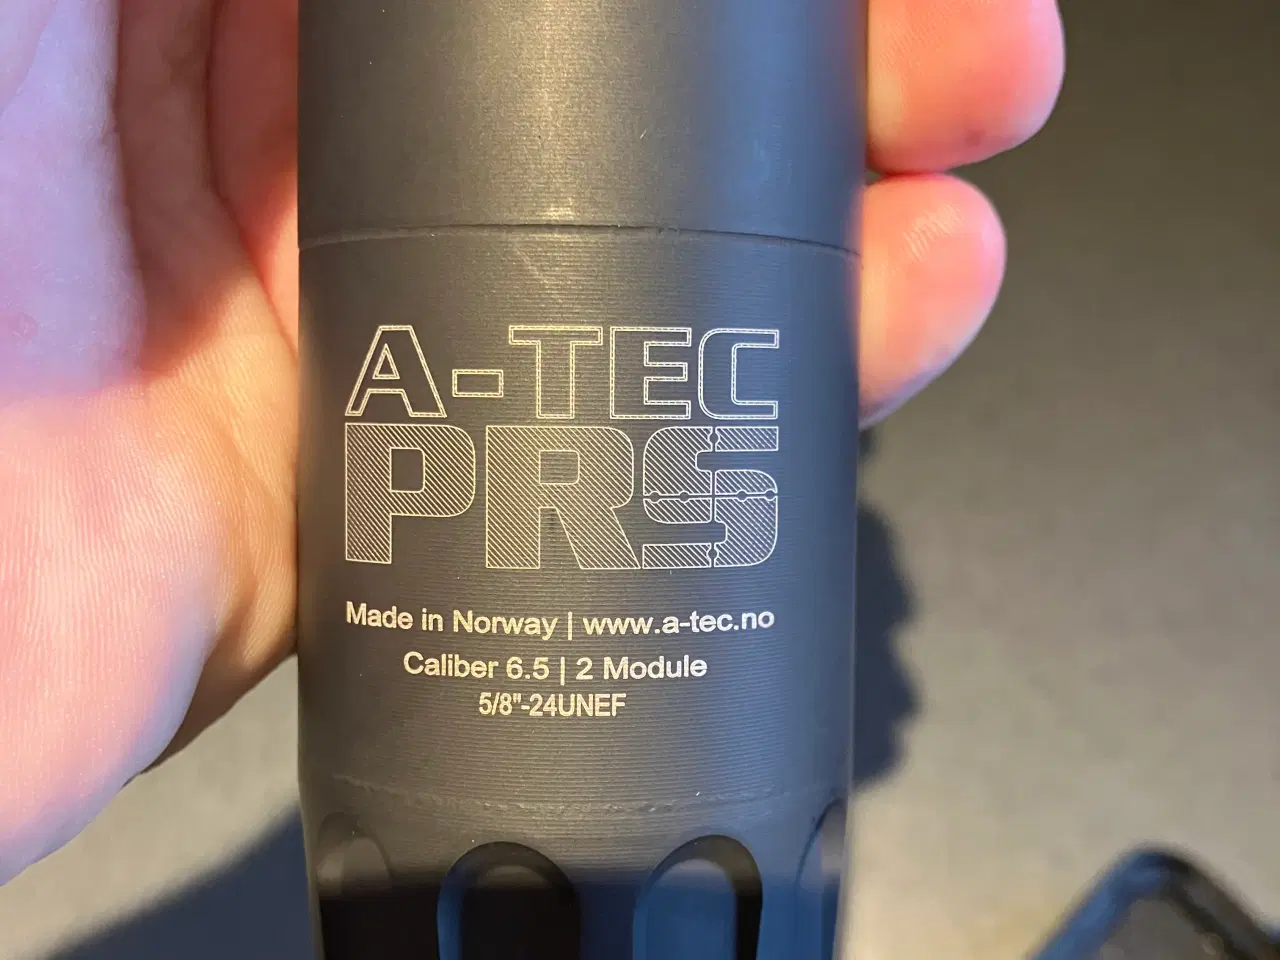 A-TEC
PRS
Made in Norway | www.a-tec.no
Caliber 6.5 | 2 Module
5/8"-24UNEF